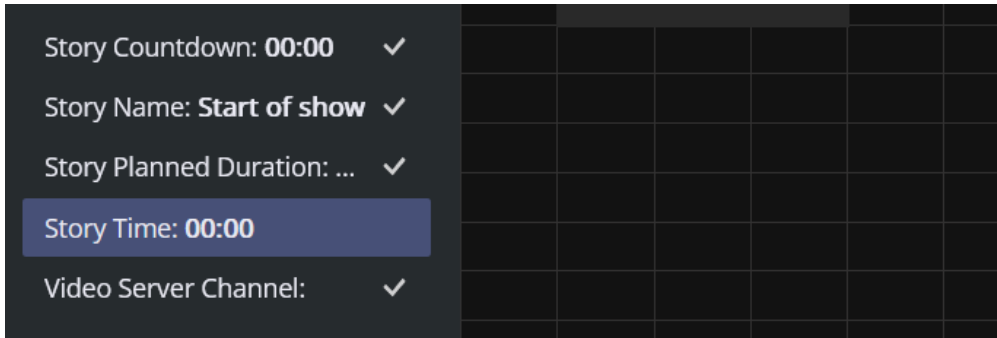 Story Countdown: 00:00
Story Name: Start of show
Story Planned Duration: ...
Story Time: 00:00
Video Server Channel: